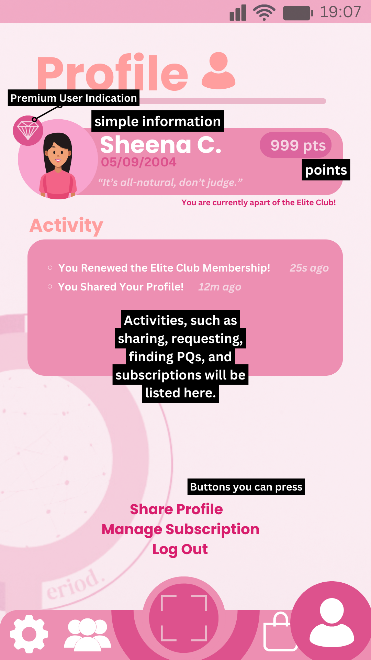 19:07
Profile
Premium User Indication
simple information
Sheena C.
999 pts
05/09/2004
points
"It's all-natural, don't judge."
You are currently apart of the Elite Club!
Activity
You Renewed the Elite Club Membership! 25s ago
You Shared Your Profile! 12m ago
Activities, such as
sharing, requesting,
finding PQs, and
subscriptions will be
listed here.
Buttons you can press
Share Profile
Manage Subscription
Log Out
eriod.